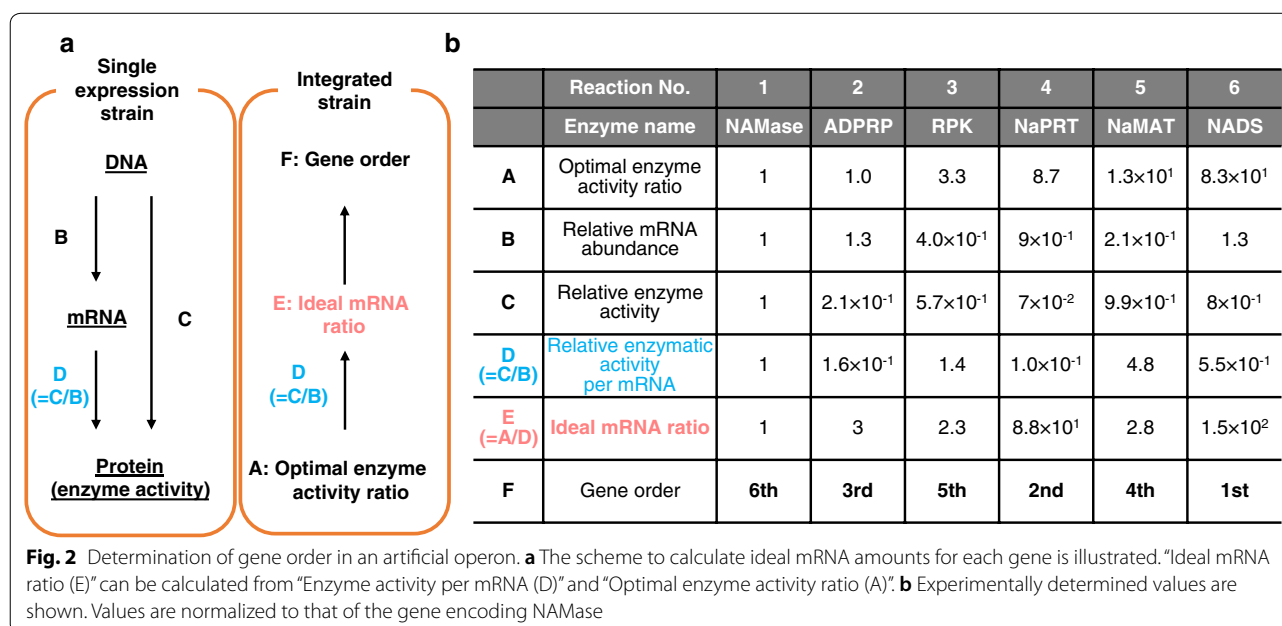 a
Single
expression
strain
DNA
B
mRNA
C
D
(=C/B)
Protein
(enzyme activity)
Integrated
strain
F: Gene order
E: Ideal mRNA
ratio
D
(=C/B)
A: Optimal enzyme
activity ratio
b
Reaction No. 1 2 3 4 5 6
Enzyme name NAMase ADPRP RPK NaPRT NaMAT NADS
A Optimal enzyme activity ratio 1 1.0 3.3 8.7 1.3×10¹ 8.3×10¹
B Relative mRNA abundance 1 1.3 4.0×10⁻¹ 9×10⁻¹ 2.1×10⁻¹ 1.3
C Relative enzyme activity 1 2.1×10⁻¹ 5.7×10⁻¹ 7×10⁻² 9.9×10⁻¹ 8×10⁻¹
D (=C/B) Relative enzymatic activity per mRNA 1 1.6×10⁻¹ 1.4 1.0×10⁻¹ 4.8 5.5×10⁻¹
E (=A/D) Ideal mRNA ratio 1 3 2.3 8.8×10¹ 2.8 1.5×10²
F Gene order 6th 3rd 5th 2nd 4th 1st
Fig. 2 Determination of gene order in an artificial operon. a The scheme to calculate ideal mRNA amounts for each gene is illustrated. “Ideal mRNA
ratio (E)” can be calculated from “Enzyme activity per mRNA (D)” and “Optimal enzyme activity ratio (A)”. b Experimentally determined values are
shown. Values are normalized to that of the gene encoding NAMase